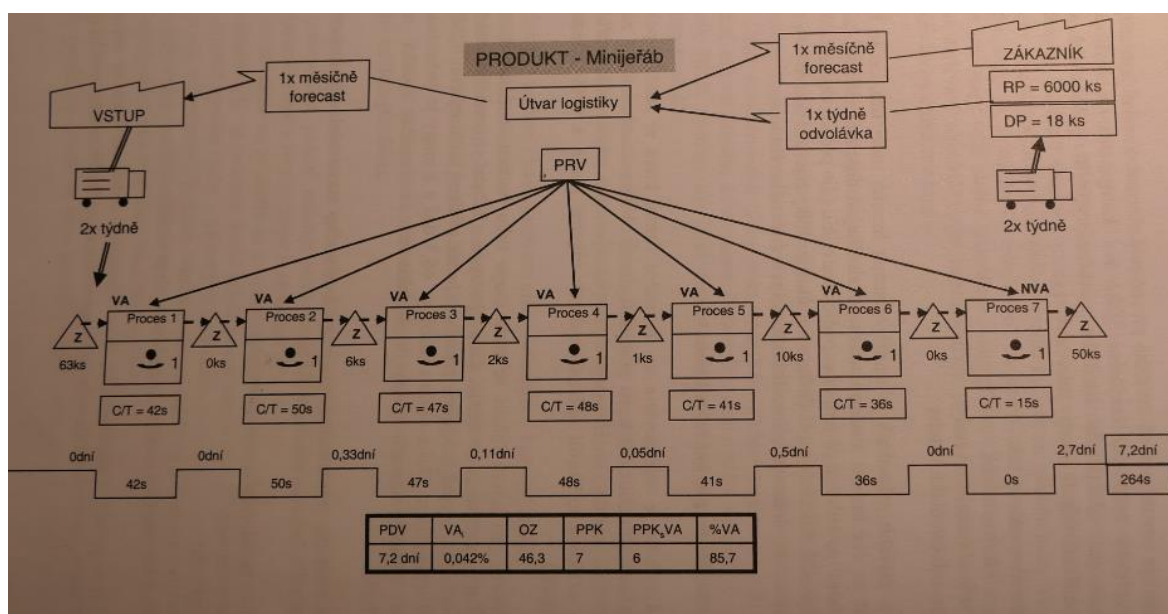 PRODUKT - Minijeřáb
1x měsíčně
forecast
1x měsíčně
forecast
ZÁKAZNÍK
VSTUP
Útvar logistiky
RP = 6000 ks
1x týdně
odvolávka
DP = 18 ks
PRV
2x týdně
2x týdně
VA
VA
VA
VA
VA
VA
NVA
Z
Proces 1
Z
Proces 2
Z
Proces 3
Z
Proces 4
Z
Proces 5
Z
Proces 6
Z
Proces 7
Z
1
1
1
1
1
1
1
63ks
0ks
6ks
2ks
1ks
10ks
0ks
50ks
C/T = 42s
C/T = 50s
C/T = 47s
C/T = 48s
C/T = 41s
C/T = 36s
C/T = 15s
0dní
0dní
0,33dní
0,11dní
0,05dní
0,5dní
0dní
2,7dní
7,2dní
42s
50s
47s
48s
41s
36s
0s
264s
PDV VAᵢ OZ PPK PPKₛVA %VA
7,2 dní 0,042% 46,3 7 6 85,7